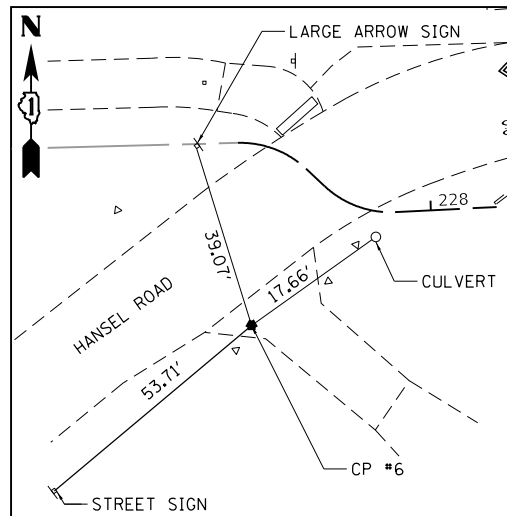 N
LARGE ARROW SIGN
1
228
39.07'
17.66'
CULVERT
HANSEL ROAD
53.71'
CP #6
STREET SIGN